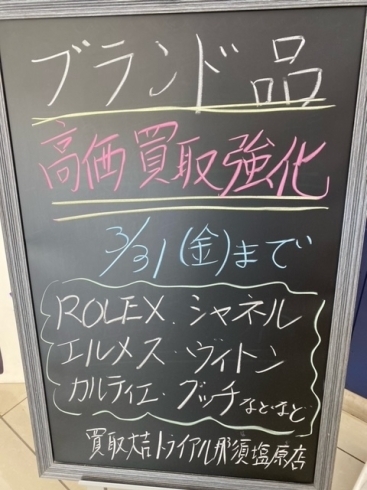 ブランド品
高価買取強化
3/31(金)まで
ROLEX.シャネル
エルメス・ヴィトン
カルティエ・グッチなどなど
買取大吉トライアル那須塩原店